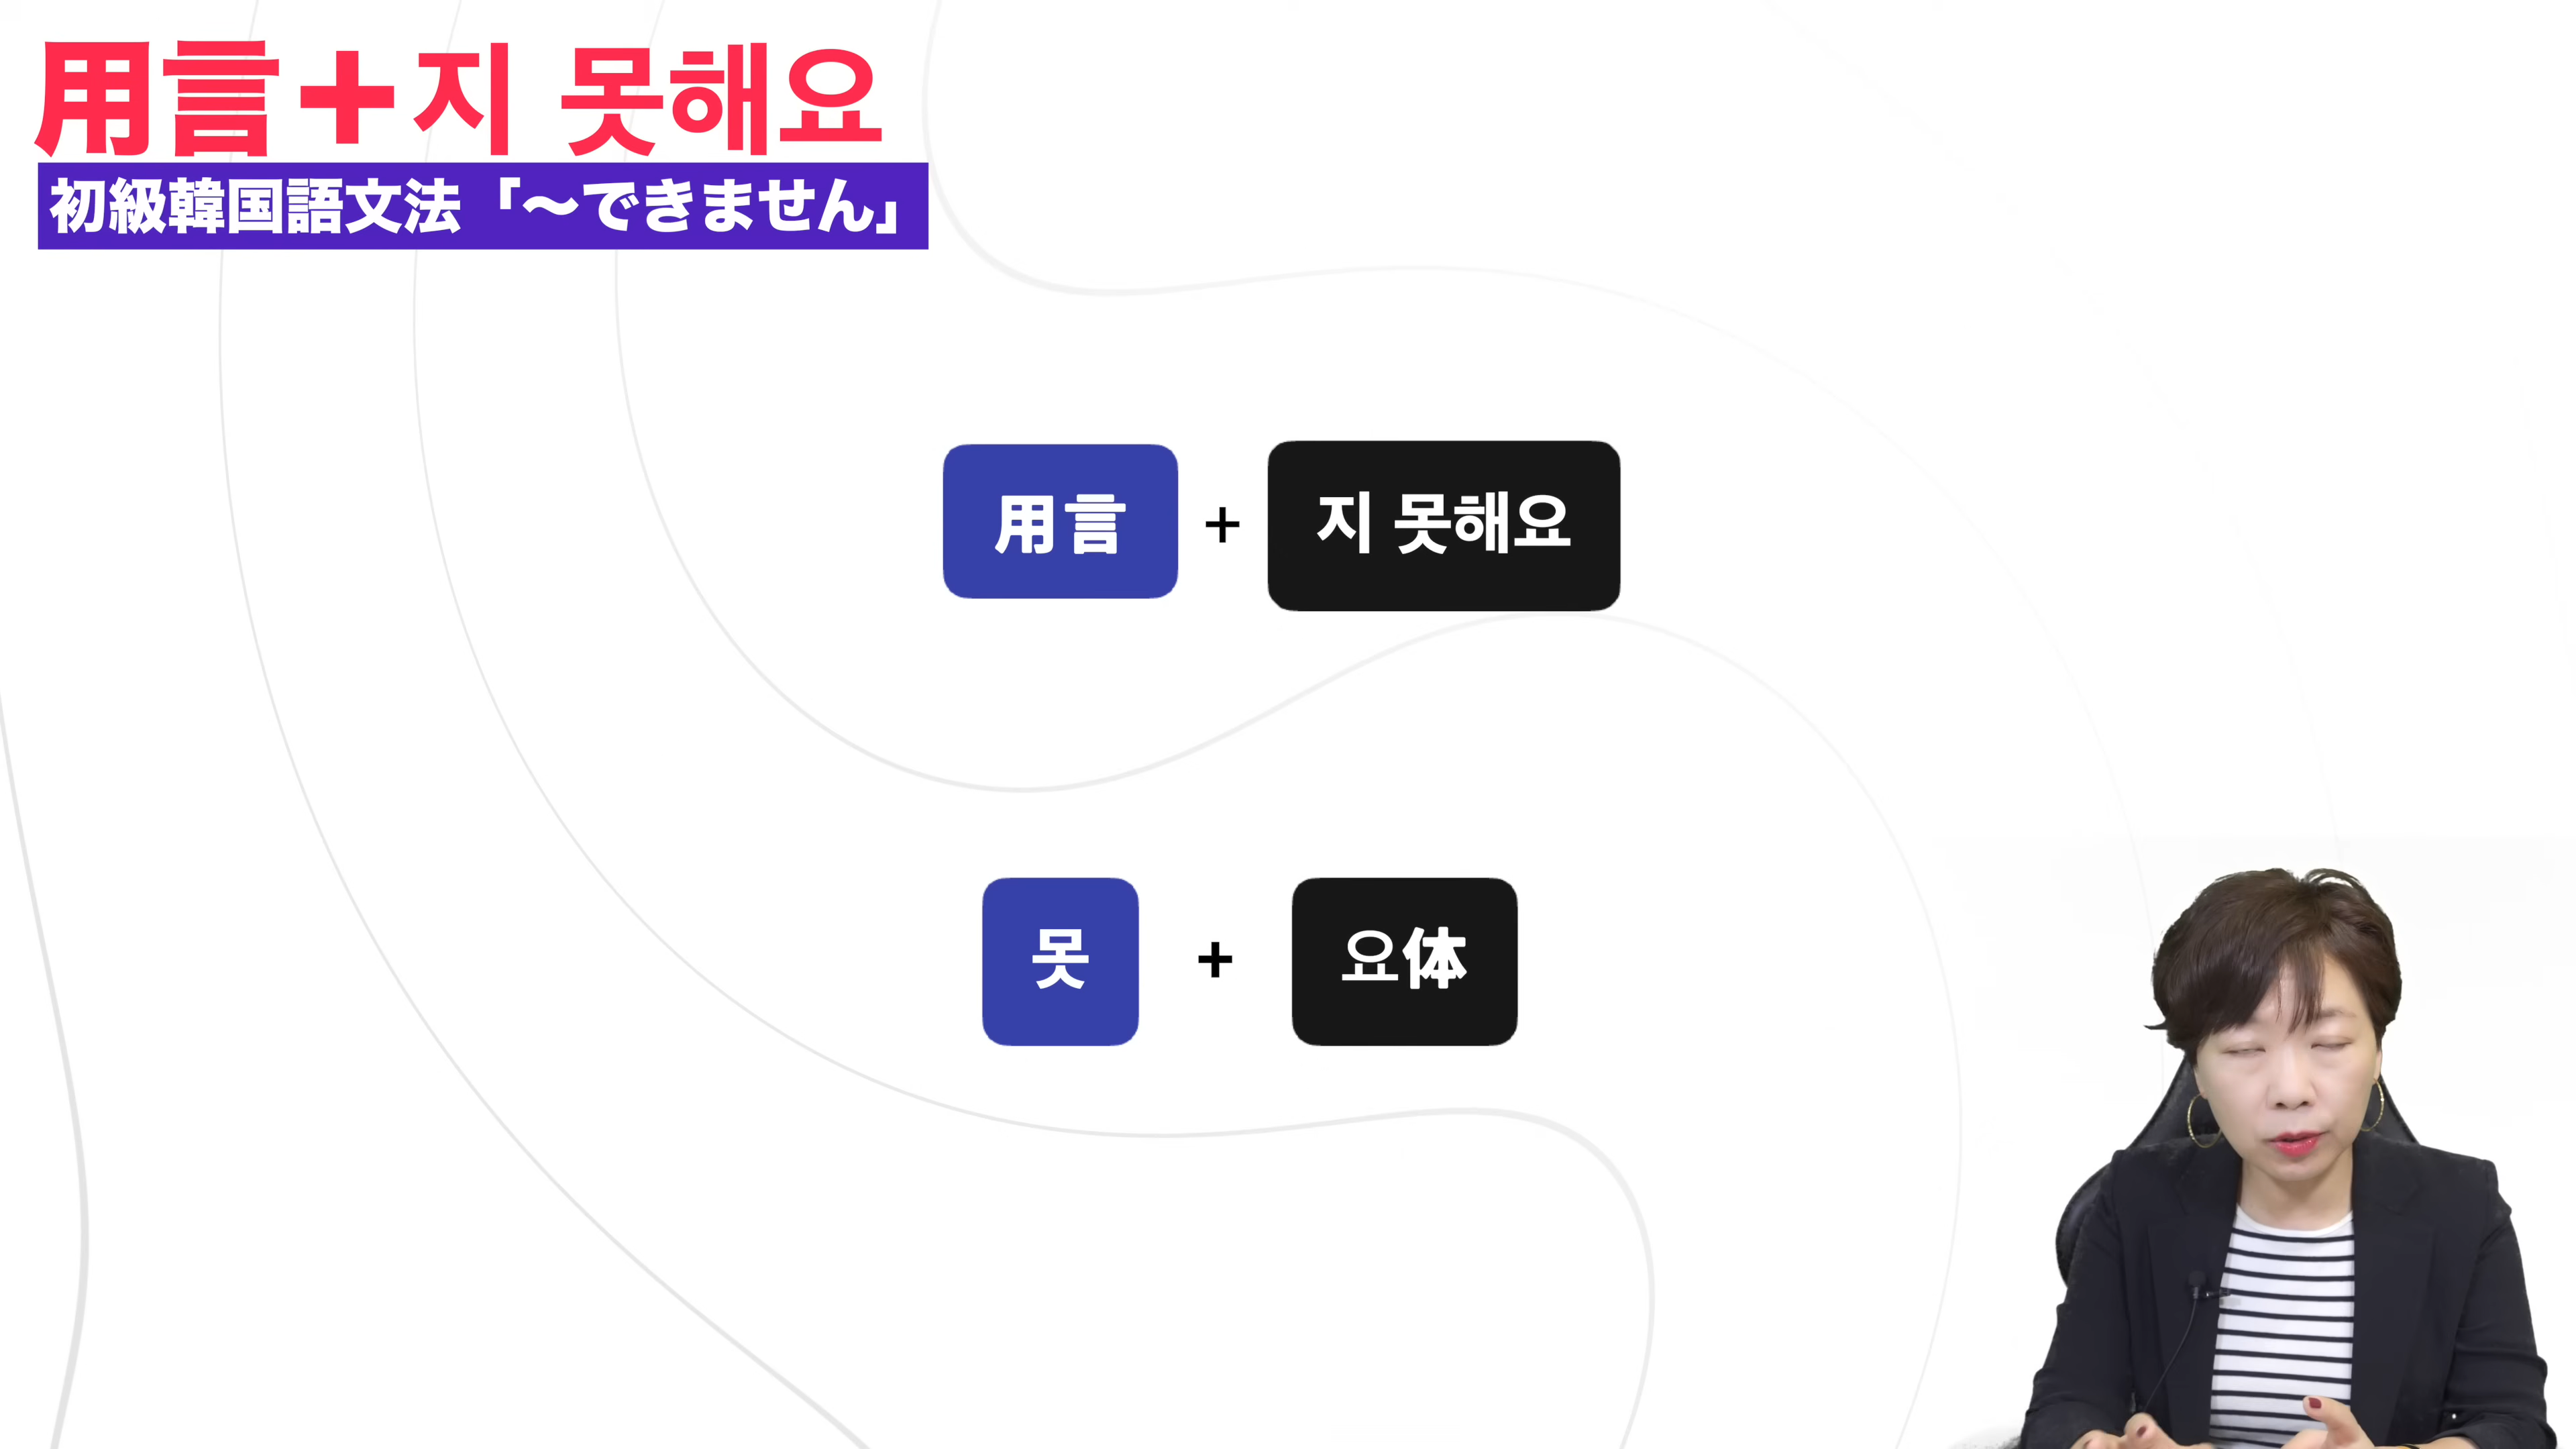 用言＋지 못해요
初級韓国語文法「〜できません」
用言 + 지 못해요
못 + 요体